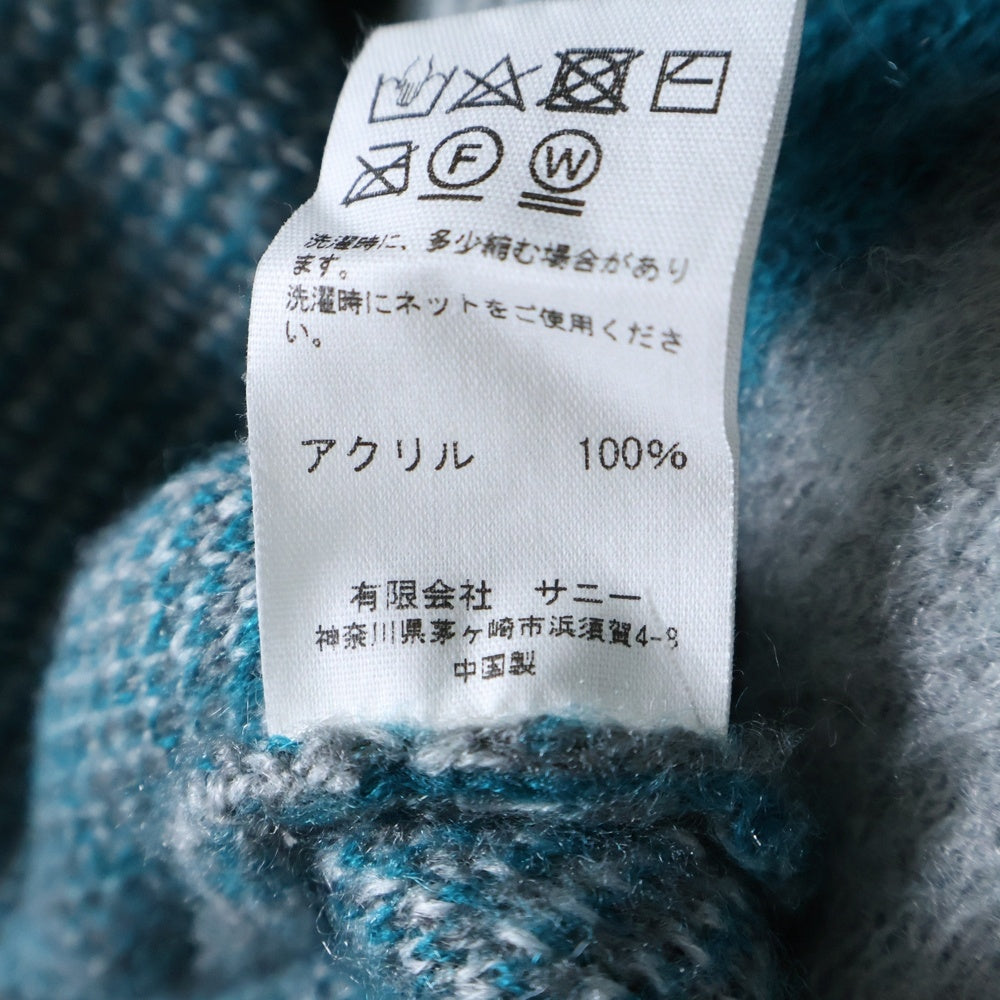 F W
洗濯時に、多少縮む場合があり
ます。
洗濯時にネットをご使用くださ
い。
アクリル 100%
有限会社 サニー
神奈川県茅ヶ崎市浜須賀4-8
中国製